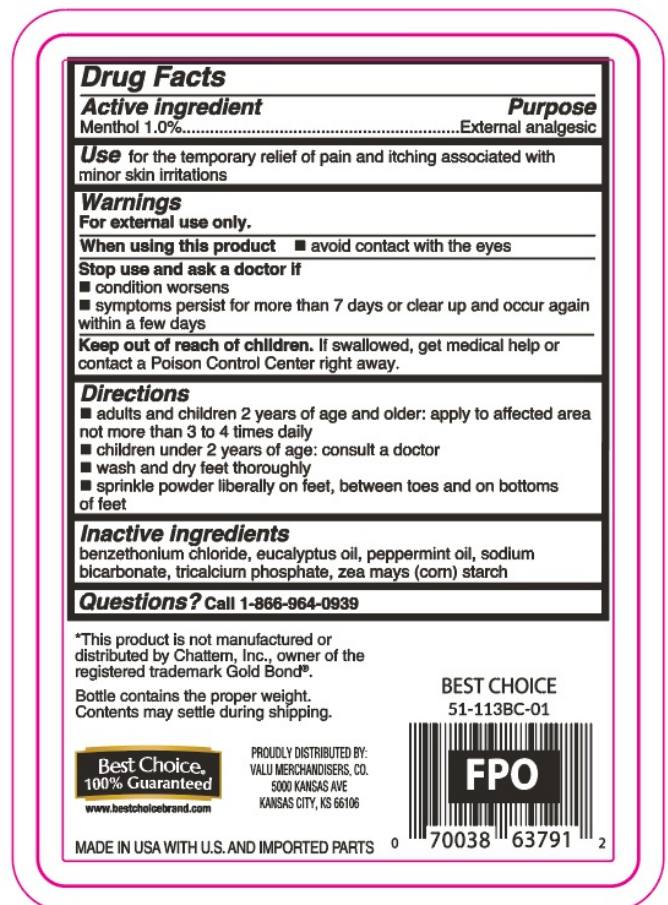 Drug Facts
Active ingredient Purpose
Menthol 1.0%............................................................External analgesic
Use for the temporary relief of pain and itching associated with
minor skin irritations
Warnings
For external use only.
When using this product ■ avoid contact with the eyes
Stop use and ask a doctor if
■ condition worsens
■ symptoms persist for more than 7 days or clear up and occur again
within a few days
Keep out of reach of children. If swallowed, get medical help or
contact a Poison Control Center right away.
Directions
■ adults and children 2 years of age and older: apply to affected area
not more than 3 to 4 times daily
■ children under 2 years of age: consult a doctor
■ wash and dry feet thoroughly
■ sprinkle powder liberally on feet, between toes and on bottoms
of feet
Inactive ingredients
benzethonium chloride, eucalyptus oil, peppermint oil, sodium
bicarbonate, tricalcium phosphate, zea mays (corn) starch
Questions? Call 1-866-964-0939
*This product is not manufactured or
distributed by Chattem, Inc., owner of the
registered trademark Gold Bond®.
Bottle contains the proper weight.
Contents may settle during shipping.
Best Choice®
100% Guaranteed
www.bestchoicebrand.com
PROUDLY DISTRIBUTED BY:
VALU MERCHANDISERS, CO.
5000 KANSAS AVE
KANSAS CITY, KS 66106
MADE IN USA WITH U.S. AND IMPORTED PARTS
BEST CHOICE
51-113BC-01
FPO
0 70038 63791 2